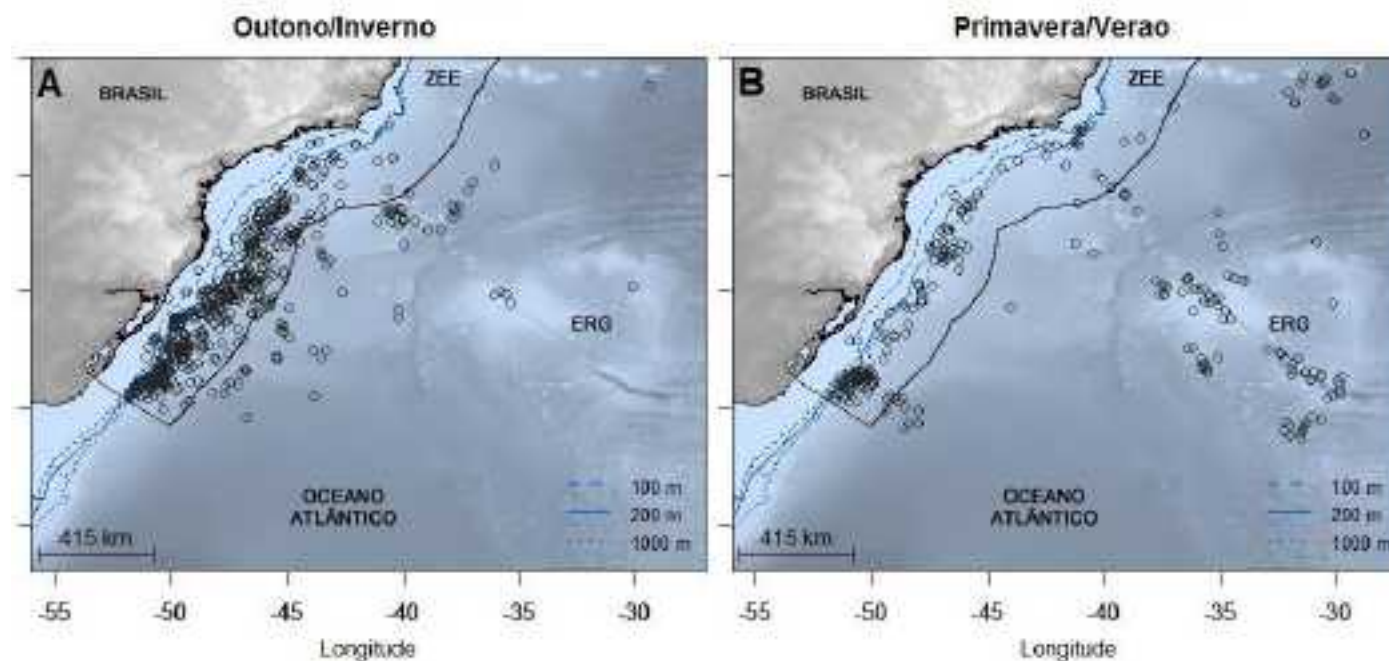 Outono/Inverno
A
BRASIL
ZEE
ERG
OCEANO
ATLÂNTICO
415 km
100 m
200 m
1000 m
-55 -50 -45 -40 -35 -30
Longitude
Primavera/Verao
B
BRASIL
ZEE
ERG
OCEANO
ATLÂNTICO
415 km
100 m
200 m
1000 m
-55 -50 -45 -40 -35 -30
Longitude